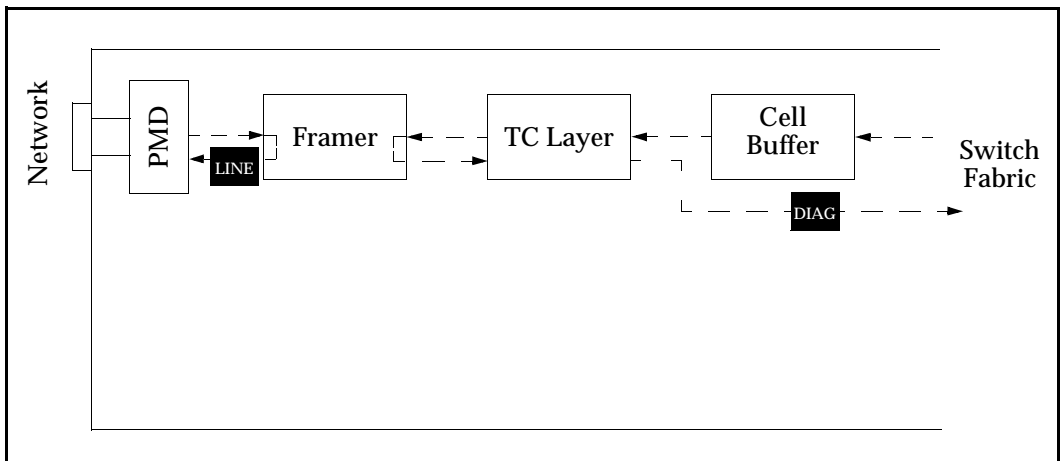 Network
PMD
LINE
Framer
TC Layer
Cell
Buffer
Switch
Fabric
DIAG